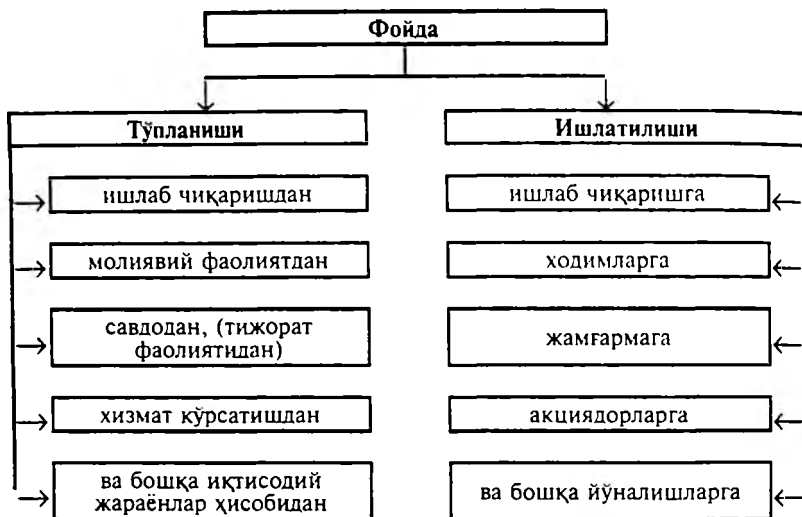 Фойда
Тўпланиши
Ишлатилиши
ишлаб чиқаришдан
ишлаб чиқаришга
молиявий фаолиятдан
ходимларга
савдодан, (тижорат
фаолиятидан)
жамғармага
хизмат кўрсатишдан
акциядорларга
ва бошқа иқтисодий
жараёнлар ҳисобидан
ва бошқа йўналишларга